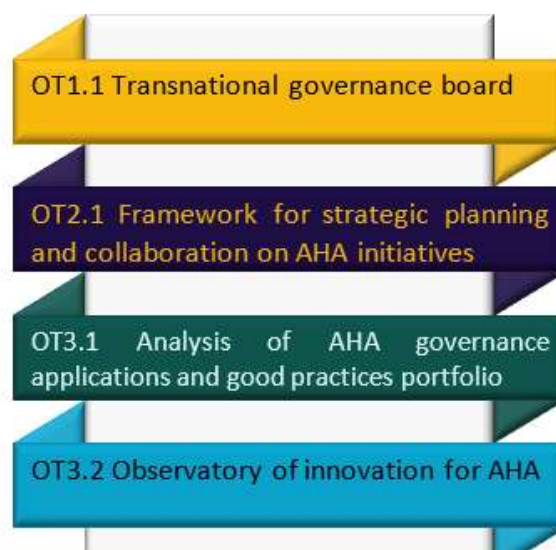 OT1.1 Transnational governance board
OT2.1 Framework for strategic planning
and collaboration on AHA initiatives
OT3.1 Analysis of AHA governance
applications and good practices portfolio
OT3.2 Observatory of innovation for AHA